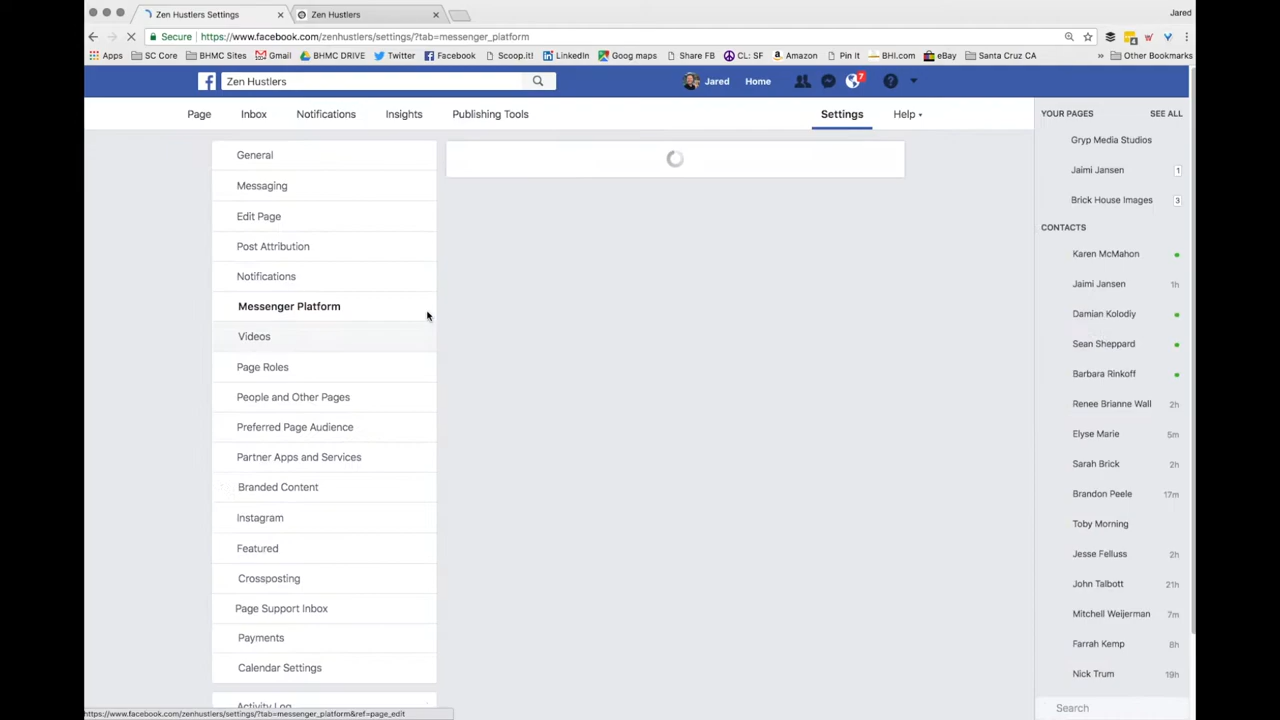 Zen Hustlers Settings
Zen Hustlers
Jared
Secure https://www.facebook.com/zenhustlers/settings/?tab=messenger_platform
Apps SC Core BHMC Sites Gmail BHMC DRIVE Twitter Facebook Scoop.it! LinkedIn Goog maps Share FB CL: SF Amazon Pin It BHI.com eBay Santa Cruz CA » Other Bookmarks
Zen Hustlers
Jared Home 7
Page Inbox Notifications Insights Publishing Tools Settings Help
General
Messaging
Edit Page
Post Attribution
Notifications
Messenger Platform
Videos
Page Roles
People and Other Pages
Preferred Page Audience
Partner Apps and Services
Branded Content
Instagram
Featured
Crossposting
Page Support Inbox
Payments
Calendar Settings
Activity Log
YOUR PAGES SEE ALL
Gryp Media Studios
Jaimi Jansen 1
Brick House Images 3
CONTACTS
Karen McMahon
Jaimi Jansen 1h
Damian Kolodiy
Sean Sheppard
Barbara Rinkoff
Renee Brianne Wall 2h
Elyse Marie 5m
Sarah Brick 2h
Brandon Peele 17m
Toby Morning
Jesse Felluss 2h
John Talbott 21h
Mitchell Weijerman 7m
Farrah Kemp 8h
Nick Trum 19h
Search
https://www.facebook.com/zenhustlers/settings/?tab=messenger_platform&ref=page_edit